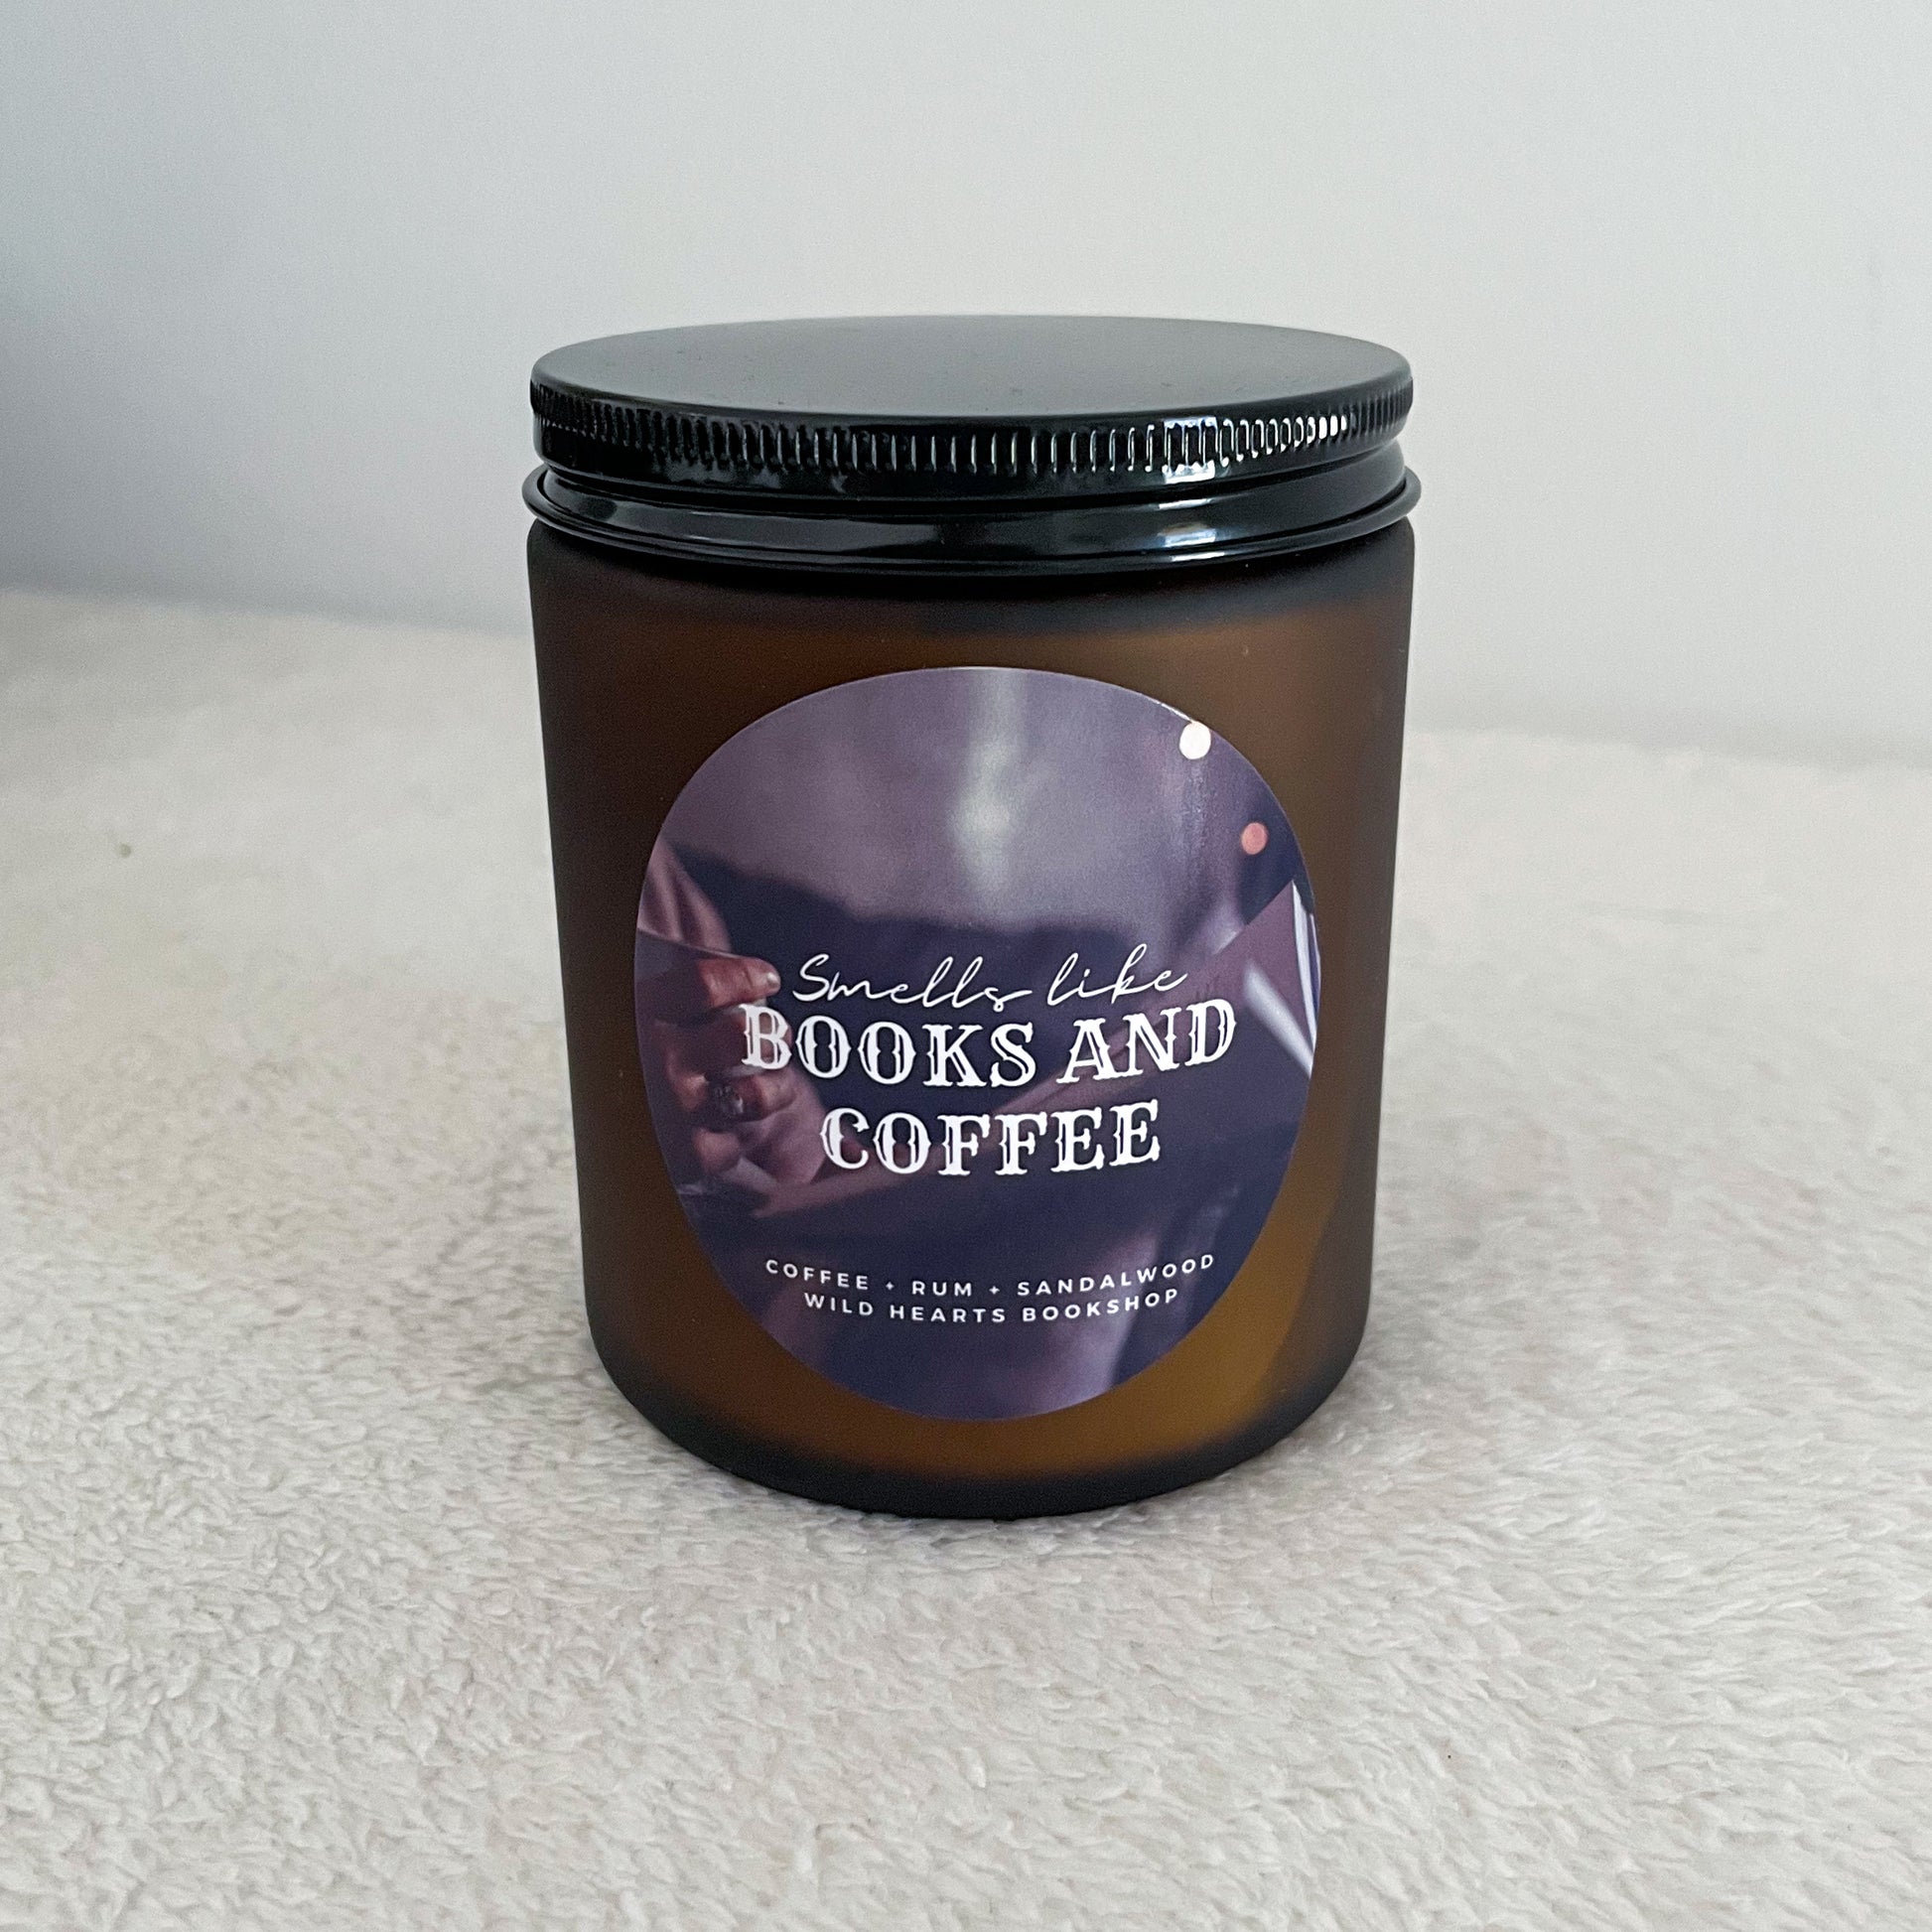 Smells like
BOOKS AND
COFFEE
COFFEE + RUM + SANDALWOOD
WILD HEARTS BOOKSHOP